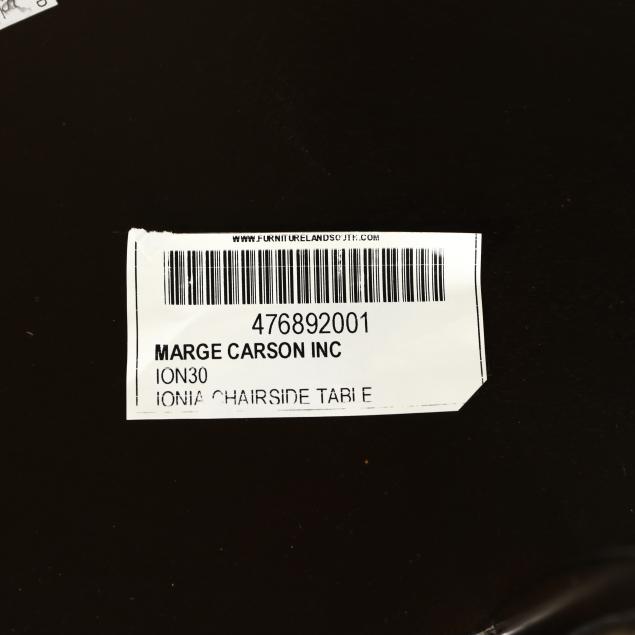 WWW.FURNITURELANDSOUTH.COM
476892001
MARGE CARSON INC
ION30
IONIA CHAIRSIDE TABLE